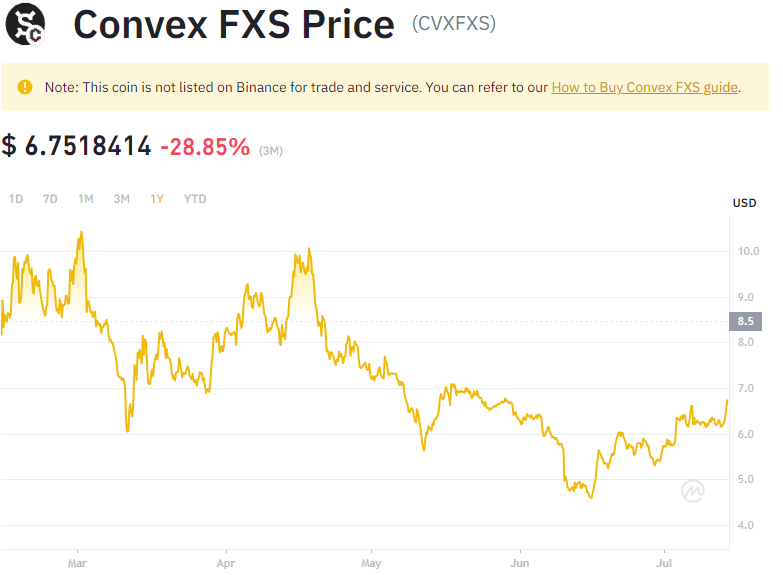 Convex FXS Price (CVXFXS)
Note: This coin is not listed on Binance for trade and service. You can refer to our How to Buy Convex FXS guide.
$ 6.7518414 -28.85% (3M)
1D 7D 1M 3M 1Y YTD
USD
10.0
9.0
8.5
8.0
7.0
6.0
5.0
4.0
Mar Apr May Jun Jul